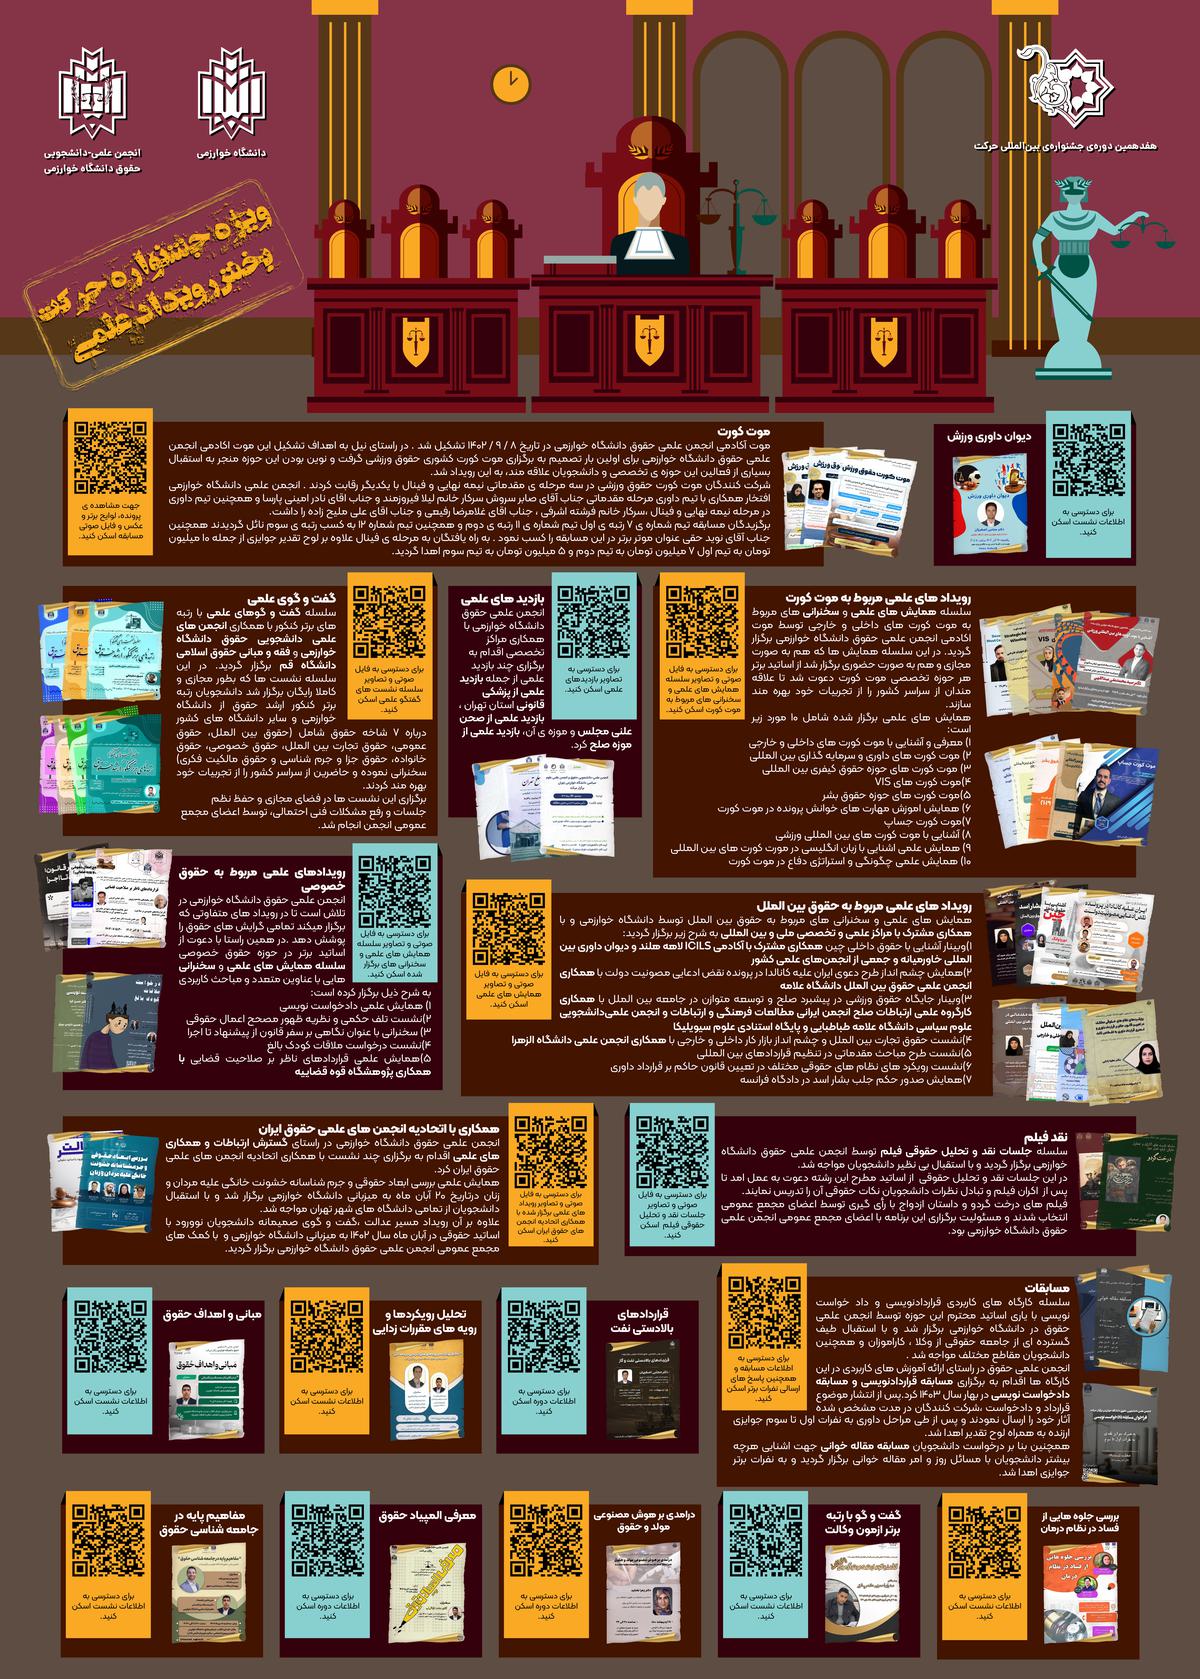 هفدهمین دوره‌ی جشنواره‌ی بین‌المللی حرکت
دانشگاه خوارزمی
انجمن علمی-دانشجویی
حقوق دانشگاه خوارزمی
ویژه جشنواره حرکت
بخش رویداد علمی
دیوان داوری ورزش
برای دسترسی به
اطلاعات نشست اسکن
کنید.
موت کورت
موت آکادمی انجمن علمی حقوق دانشگاه خوارزمی در تاریخ ۸ / ۹ / ۱۴۰۲ تشکیل شد . در راستای نیل به اهداف تشکیل این موت اکادمی انجمن
علمی حقوق دانشگاه خوارزمی برای اولین بار تصمیم به برگزاری موت کورت کشوری حقوق ورزشی گرفت و نوین بودن این حوزه منجر به استقبال
بسیاری از فعالین این حوزه ی تخصصی و دانشجویان علاقه مند، به این رویداد شد.
شرکت کنندگان موت کورت حقوق ورزشی در سه مرحله ی مقدماتی نیمه نهایی و فینال با یکدیگر رقابت کردند . انجمن علمی دانشگاه خوارزمی
افتخار همکاری با تیم داوری مرحله مقدماتی جناب آقای صابر سروش سرکار خانم لیلا فیروزمند و جناب اقای نادر امینی پارسا و همچنین تیم داوری
در مرحله نیمه نهایی و فینال ،سرکار خانم فرشته اشرفی ، جناب آقای غلامرضا رفیعی و جناب اقای علی ملیح زاده را داشت.
برگزیدگان مسابقه تیم شماره ی ۷ رتبه ی اول تیم شماره ی ۱۱ رتبه ی دوم و همچنین تیم شماره ۱۲ به کسب رتبه ی سوم نائل گردیدند همچنین
جناب آقای نوید حقی عنوان موتر برتر در این مسابقه را کسب نمود . به راه یافتگان به مرحله ی فینال علاوه بر لوح تقدیر جوایزی از جمله ۱۰ میلیون
تومان به تیم اول ۷ میلیون تومان به تیم دوم و ۵ میلیون تومان به تیم سوم اهدا گردید.
جهت مشاهده ی
پرونده، لوایح برتر و
عکس و فایل صوتی
مسابقه اسکن کنید.
رویداد های علمی مربوط به موت کورت
سلسله همایش های علمی و سخنرانی های مربوط
به موت کورت های داخلی و خارجی توسط موت
اکادمی انجمن علمی حقوق دانشگاه خوارزمی برگزار
گردید. در این سلسله همایش ها که هم به صورت
مجازی و هم به صورت حضوری برگزار شد از اساتید برتر
هر حوزه تخصصی موت کورت دعوت شد تا علاقه
مندان از سراسر کشور را از تجربیات خود بهره مند
سازند.
همایش های علمی برگزار شده شامل ۱۰ مورد زیر
است:
۱) معرفی و آشنایی با موت کورت های داخلی و خارجی
۲) موت کورت های داوری و سرمایه گذاری بین المللی
۳) موت کورت های حوزه حقوق کیفری بین المللی
۴)موت کورت های VIS
۵)موت کورت های حوزه حقوق بشر
۶) همایش اموزش مهارت های خوانش پرونده در موت کورت
۷)موت کورت جساپ
۸) آشنایی با موت کورت های بین المللی ورزشی
۹) همایش علمی اشنایی با زبان انگلیسی در موت کورت های بین المللی
۱۰) همایش علمی چگونگی و استراتژی دفاع در موت کورت
برای دسترسی به فایل
صوتی و تصاویر سلسله
همایش های علمی و
سخنرانی های مربوط به
موت کورت اسکن کنید.
بازدید های علمی
انجمن علمی حقوق
دانشگاه خوارزمی با
همکاری مراکز
تخصصی اقدام به
برگزاری چند بازدید
علمی از جمله بازدید
علمی از پزشکی
قانونی استان تهران ،
بازدید علمی از صحن
علنی مجلس و موزه ی آن، بازدید علمی از
موزه صلح کرد.
برای دسترسی به
تصاویر بازدیدهای
علمی اسکن کنید.
گفت و گوی علمی
سلسله گفت و گوهای علمی با رتبه
های برتر کنکور با همکاری انجمن های
علمی دانشجویی حقوق دانشگاه
خوارزمی و فقه و مبانی حقوق اسلامی
دانشگاه قم برگزار گردید. در این
سلسله نشست ها که بطور مجازی و
کاملا رایگان برگزار شد دانشجویان رتبه
برتر کنکور ارشد حقوق از دانشگاه
خوارزمی و سایر دانشگاه های کشور
درباره ۷ شاخه حقوق شامل (حقوق بین الملل، حقوق
عمومی، حقوق تجارت بین الملل، حقوق خصوصی، حقوق
خانواده، حقوق جزا و جرم شناسی و حقوق مالکیت فکری)
سخنرانی نموده و حاضرین از سراسر کشور را از تجربیات خود
بهره مند کردند.
برگزاری این نشست ها در فضای مجازی و حفظ نظم
جلسات و رفع مشکلات فنی احتمالی، توسط اعضای مجمع
عمومی انجمن انجام شد.
برای دسترسی به فایل
صوتی و تصاویر
سلسله نشست های
گفتگو علمی اسکن
کنید.
رویداد های علمی مربوط به حقوق بین الملل
همایش های علمی و سخنرانی های مربوط به حقوق بین الملل توسط دانشگاه خوارزمی و با
همکاری مشترک با مراکز علمی و تخصصی ملی و بین المللی به شرح زیر برگزار گردید:
۱)وبینار آشنایی با حقوق داخلی چین همکاری مشترک با آکادمی ICILS لاهه هلند و دیوان داوری بین
المللی خاورمیانه و جمعی از انجمن‌های علمی کشور
۲)همایش چشم انداز طرح دعوی ایران علیه کانالدا در پرونده نقض ادعایی مصونیت دولت با همکاری
انجمن علمی حقوق بین الملل دانشگاه علامه
۳)وبینار جایگاه حقوق ورزشی در پیشبرد صلح و توسعه متوازن در جامعه بین الملل با همکاری
کارگروه علمی ارتباطات صلح انجمن ایرانی مطالعات فرهنگی و ارتباطات و انجمن علمی‌دانشجویی
علوم سیاسی دانشگاه علامه طباطبایی و پایگاه استنادی علوم سیویلیکا
۴)نشست حقوق تجارت بین الملل و چشم انداز بازار کار داخلی و خارجی با همکاری انجمن علمی دانشگاه الزهرا
۵)نشست طرح مباحث مقدماتی در تنظیم قراردادهای بین المللی
۶)نشست رویکرد های نظام های حقوقی مختلف در تعیین قانون حاکم بر قرارداد داوری
۷)همایش صدور حکم جلب بشار اسد در دادگاه فرانسه
برای دسترسی به فایل
صوتی و تصاویر
همایش های علمی
اسکن کنید.
رویدادهای علمی مربوط به حقوق
خصوصی
انجمن علمی حقوق دانشگاه خوارزمی در
تلاش است تا در رویداد های متفاوتی که
برگزار میکند تمامی گرایش های حقوق را
پوشش دهد .در همین راستا با دعوت از
اساتید برتر در حوزه حقوق خصوصی
سلسله همایش های علمی و سخنرانی
هایی با عناوین متعدد و مباحث کاربردی
به شرح ذیل برگزار کرده است:
۱) همایش علمی دادخواست نویسی
۲)نشست تلف حکمی و نظریه ظهور مصحح اعمال حقوقی
۳) سخنرانی با عنوان نگاهی بر سفر قانون از پیشنهاد تا اجرا
۴)نشست درخواست ملاقات کودک بالغ
۵)همایش علمی قراردادهای ناظر بر صلاحیت قضایی با
همکاری پژوهشگاه قوه قضاییه
برای دسترسی به فایل
صوتی و تصاویر سلسله
همایش های علمی و
سخنرانی های برگزار
شده اسکن کنید.
نقد فیلم
سلسله جلسات نقد و تحلیل حقوقی فیلم توسط انجمن علمی حقوق دانشگاه
خوارزمی برگزار گردید و با استقبال بی نظیر دانشجویان مواجه شد.
در این جلسات نقد و تحلیل حقوقی از اساتید مطرح این رشته دعوت به عمل امد تا
پس از اکران فیلم و تبادل نظرات دانشجویان نکات حقوقی آن را تدریس نمایند.
فیلم های درخت گردو و داستان ازدواج با رأی گیری توسط اعضای مجمع عمومی
انتخاب شدند و مسئولیت برگزاری این برنامه با اعضای مجمع عمومی انجمن علمی
حقوق دانشگاه خوارزمی بود.
برای دسترسی به فایل
صوتی و تصاویر
جلسات نقد و تحلیل
حقوقی فیلم اسکن
کنید.
همکاری با اتحادیه انجمن های علمی حقوق ایران
انجمن علمی حقوق دانشگاه خوارزمی در راستای گسترش ارتباطات و همکاری
های علمی اقدام به برگزاری چند نشست با همکاری اتحادیه انجمن های علمی
حقوق ایران کرد.
همایش علمی بررسی ابعاد حقوقی و جرم شناسانه خشونت خانگی علیه مردان و
زنان درتاریخ ۲۰ آبان ماه به میزبانی دانشگاه خوارزمی برگزار شد و با استقبال
دانشجویان از تمامی دانشگاه های شهر تهران مواجه شد.
علاوه بر آن رویداد مسیر عدالت ،گفت و گوی صمیمانه دانشجویان نوورود با
اساتید حقوقی در آبان ماه سال ۱۴۰۲ به میزبانی دانشگاه خوارزمی و با کمک های
مجمع عمومی انجمن علمی حقوق دانشگاه خوارزمی برگزار گردید.
برای دسترسی به فایل
صوتی و تصاویر رویداد
های علمی برگزار شده با
همکاری اتحادیه انجمن
های حقوق ایران اسکن
کنید.
مسابقات
سلسله کارگاه های کاربردی قراردادنویسی و داد خواست
نویسی با یاری اساتید محترم این حوزه توسط انجمن علمی
حقوق در دانشگاه خوارزمی برگزار شد و با استقبال طیف
گسترده ای از جامعه حقوقی از وکلا ، کاراموزان و همچنین
دانشجویان مقاطع مختلف مواجه شد .
انجمن علمی حقوق در راستای ارائه آموزش های کاربردی در این
کارگاه ها اقدام به برگزاری مسابقه قراردادنویسی و مسابقه
دادخواست نویسی در بهار سال ۱۴۰۳ کرد.پس از انتشار موضوع
قرارداد و دادخواست ،شرکت کنندگان در مدت مشخص شده
آثار خود را ارسال نمودند و پس از طی مراحل داوری به نفرات اول تا سوم جوایزی
ارزنده به همراه لوح تقدیر اهدا شد.
همچنین بنا بر درخواست دانشجویان مسابقه مقاله خوانی جهت اشنایی هرچه
بیشتر دانشجویان با مسائل روز و امر مقاله خوانی برگزار گردید و به نفرات برتر
جوایزی اهدا شد.
برای دسترسی به
اطلاعات مسابقه و
همچنین پاسخ های
ارسالی نفرات برتر اسکن
کنید.
قراردادهای
بالادستی نفت
برای دسترسی به
اطلاعات دوره اسکن
کنید.
تحلیل رویکردها و
رویه های مقررات زدایی
برای دسترسی به
اطلاعات نشست اسکن
کنید.
مبانی و اهداف حقوق
برای دسترسی به
اطلاعات نشست اسکن
کنید.
بررسی جلوه هایی از
فساد در نظام درمان
برای دسترسی به
اطلاعات نشست اسکن
کنید.
گفت و گو با رتبه
برتر ازمون وکالت
برای دسترسی به
اطلاعات نشست اسکن
کنید.
درامدی بر هوش مصنوعی
مولد و حقوق
برای دسترسی به
اطلاعات دوره اسکن
کنید.
معرفی المپیاد حقوق
برای دسترسی به
اطلاعات دوره اسکن
کنید.
مفاهیم پایه در
جامعه شناسی حقوق
برای دسترسی به
اطلاعات نشست اسکن
کنید.